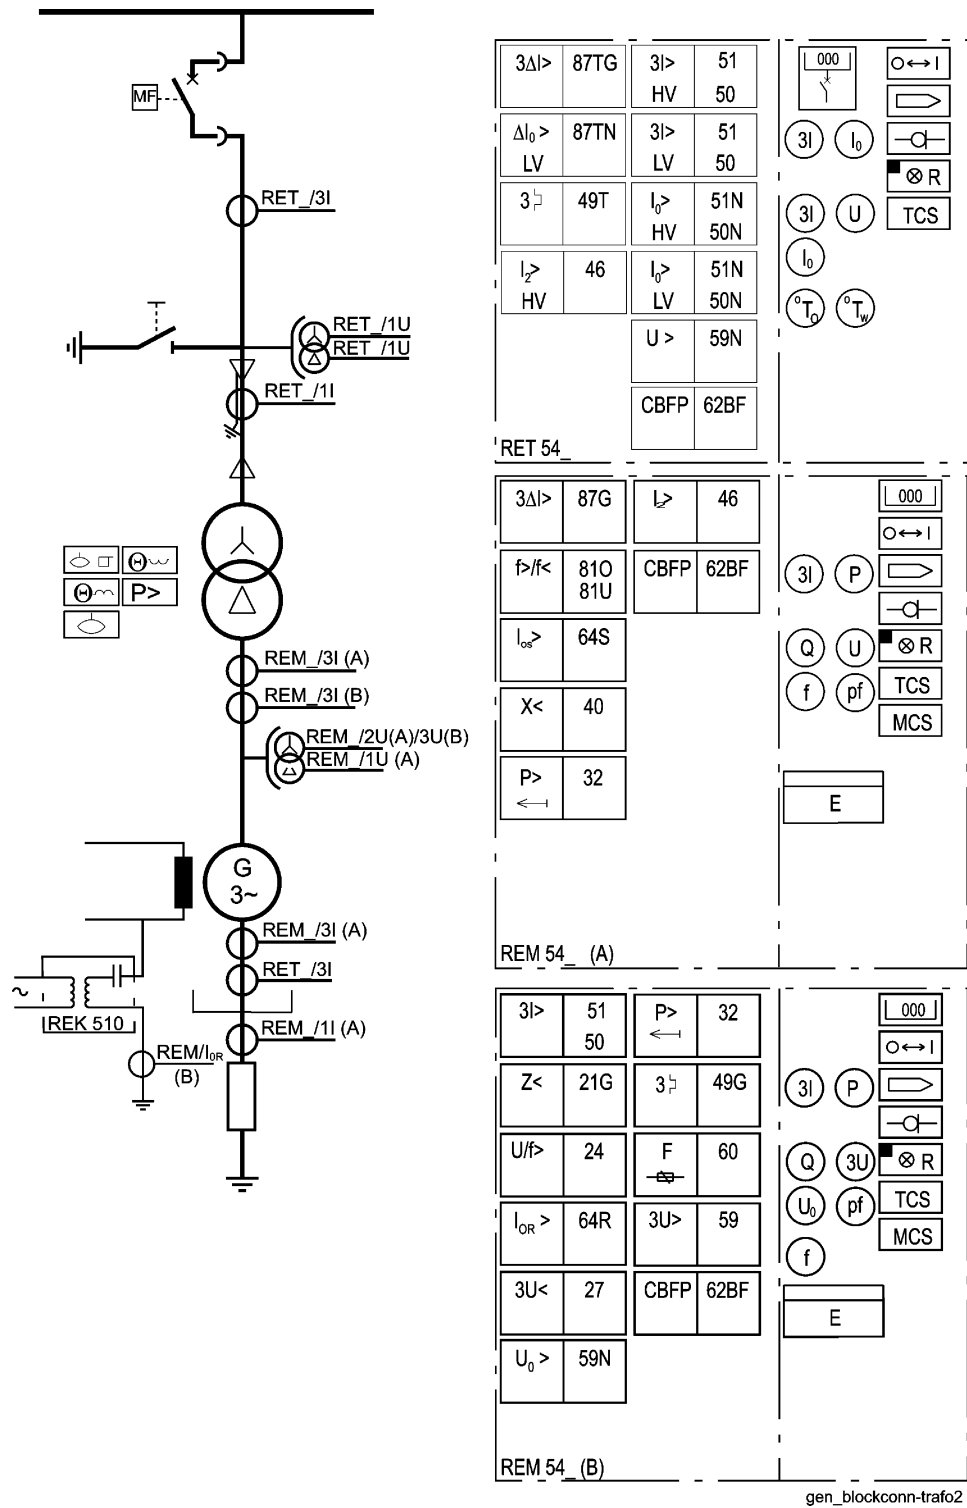 MF
RET_/3I
RET_/1U
RET_/1U
RET_/1I
Θ
Θ P>
REM_/3I (A)
REM_/3I (B)
REM_/2U(A)/3U(B)
REM_/1U (A)
G
3~
REM_/3I (A)
RET_/3I
REM_/1I (A)
~
REK 510
REM/I0R
(B)
3ΔI> 87TG 3I> 51
HV 50
ΔI0 > 87TN 3I> 51
LV LV 50
3 49T I0> 51N
HV 50N
I2> 46 I0> 51N
HV LV 50N
U > 59N
CBFP 62BF
000
O↔I
3I I0
R
3I U TCS
I0
°TO °TW
RET 54_
3ΔI> 87G I2> 46
f>/f< 81O CBFP 62BF
81U
Ios> 64S
X< 40
P> 32
000
O↔I
3I P
Q U R
f pf TCS
MCS
E
REM 54_ (A)
3I> 51 P> 32
50
Z< 21G 3 49G
U/f> 24 F 60
IOR > 64R 3U> 59
3U< 27 CBFP 62BF
U0 > 59N
000
O↔I
3I P
Q 3U R
U0 pf TCS
MCS
f
E
REM 54_ (B)
gen_blockconn-trafo2